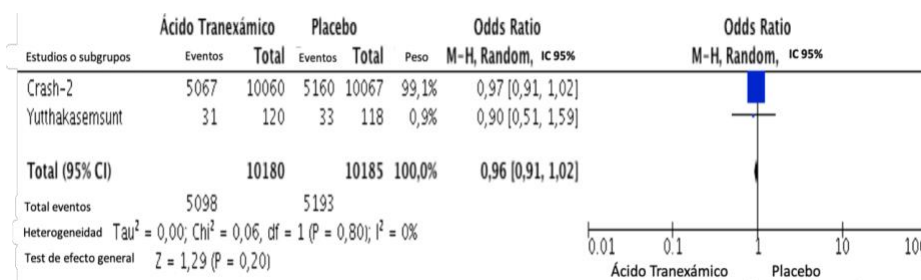 Ácido Tranexámico Placebo Odds Ratio Odds Ratio
Estudios o subgrupos Eventos Total Eventos Total Peso M-H, Random, IC 95% M-H, Random, IC 95%
Crash-2 5067 10060 5160 10067 99,1% 0,97 [0,91, 1,02]
Yutthakasemsunt 31 120 33 118 0,9% 0,90 [0,51, 1,59]
Total (95% CI) 10180 10185 100,0% 0,96 [0,91, 1,02]
Total eventos 5098 5193
Heterogeneidad Tau² = 0,00; Chi² = 0,06, df = 1 (P = 0,80); I² = 0%
Test de efecto general Z = 1,29 (P = 0,20)
0.01 0.1 1 10 100
Ácido Tranexámico Placebo